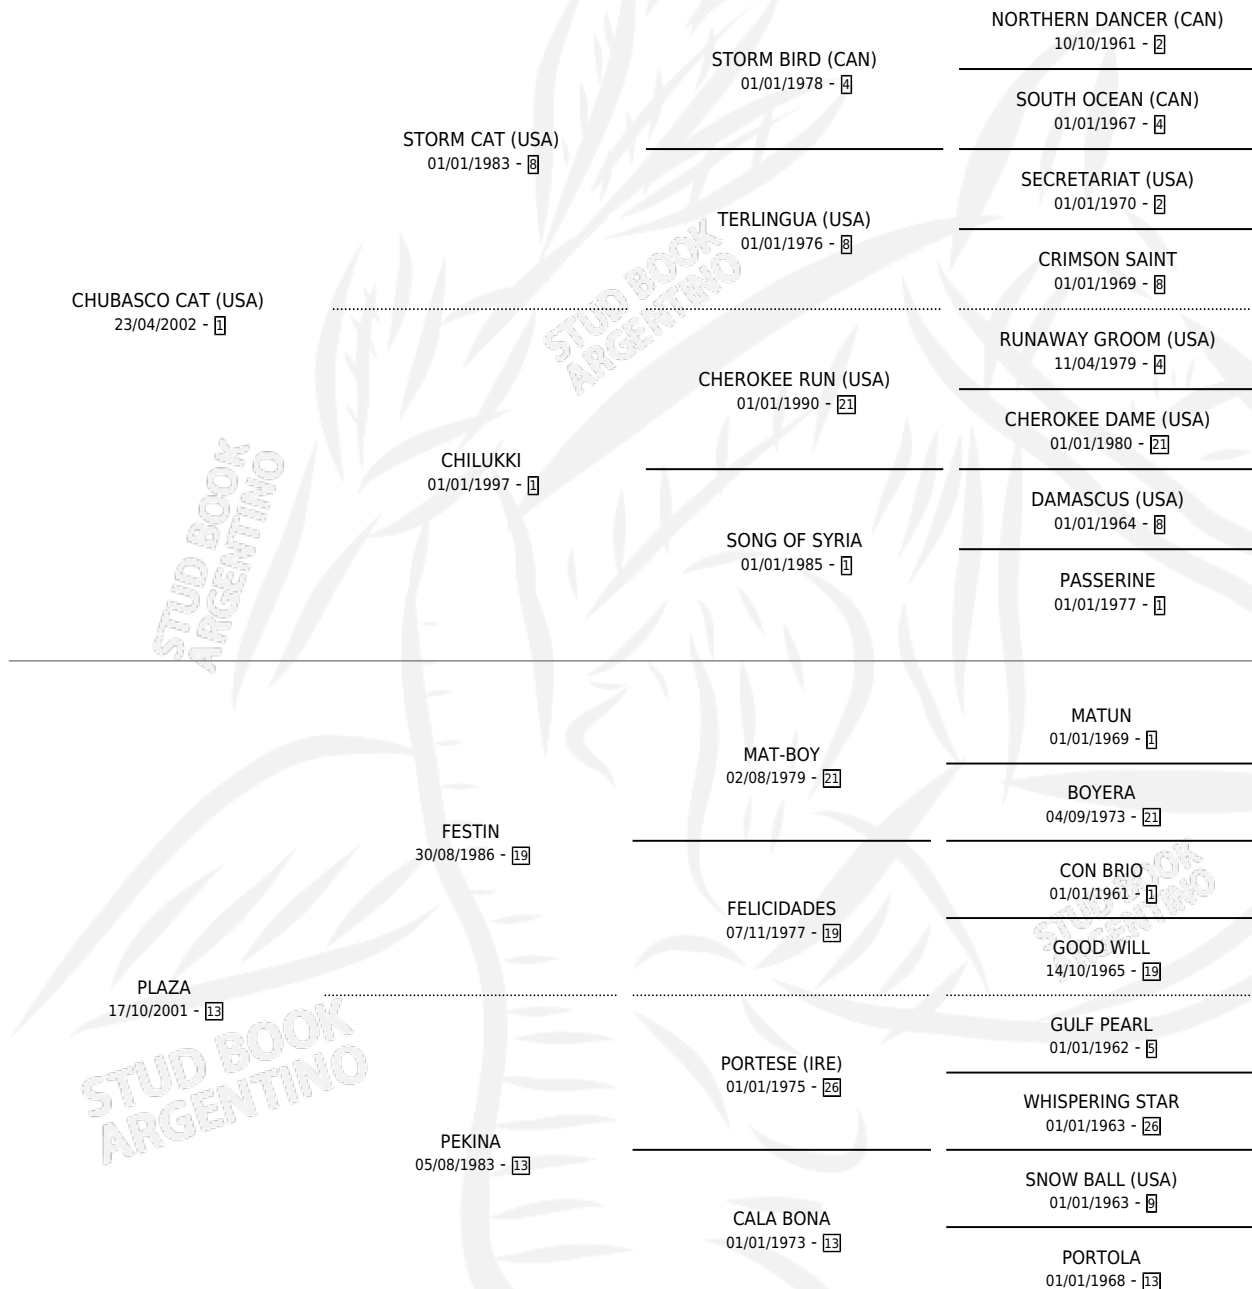 NORTHERN DANCER (CAN)
10/10/1961 - 2
STORM BIRD (CAN)
01/01/1978 - 4
SOUTH OCEAN (CAN)
01/01/1967 - 4
STORM CAT (USA)
01/01/1983 - 8
SECRETARIAT (USA)
01/01/1970 - 2
TERLINGUA (USA)
01/01/1976 - 8
CRIMSON SAINT
01/01/1969 - 8
CHUBASCO CAT (USA)
23/04/2002 - 1
RUNAWAY GROOM (USA)
11/04/1979 - 4
CHEROKEE RUN (USA)
01/01/1990 - 21
CHEROKEE DAME (USA)
01/01/1980 - 21
CHILUKKI
01/01/1997 - 1
DAMASCUS (USA)
01/01/1964 - 8
SONG OF SYRIA
01/01/1985 - 1
PASSERINE
01/01/1977 - 1
MATUN
01/01/1969 - 1
MAT-BOY
02/08/1979 - 21
BOYERA
04/09/1973 - 21
FESTIN
30/08/1986 - 19
CON BRIO
01/01/1961 - 1
FELICIDADES
07/11/1977 - 19
GOOD WILL
14/10/1965 - 19
PLAZA
17/10/2001 - 13
GULF PEARL
01/01/1962 - 5
PORTESE (IRE)
01/01/1975 - 26
WHISPERING STAR
01/01/1963 - 26
PEKINA
05/08/1983 - 13
SNOW BALL (USA)
01/01/1963 - 9
CALA BONA
01/01/1973 - 13
PORTOLA
01/01/1968 - 13
STUD BOOK
ARGENTINO
STUD BOOK
ARGENTINO
STUD BOOK
ARGENTINO
STUD BOOK
ARGENTINO